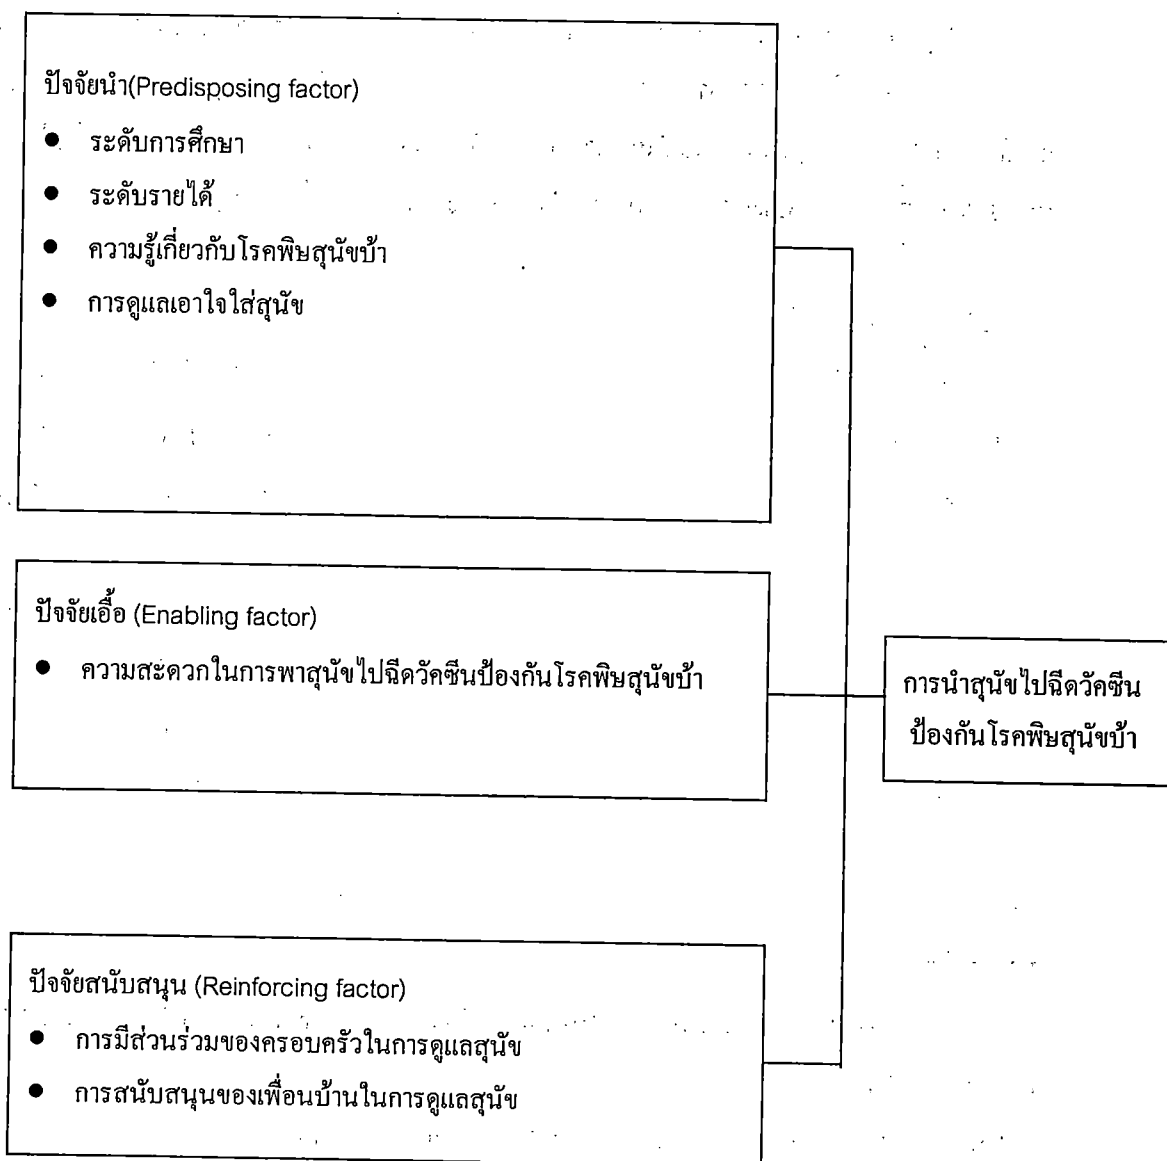 ปัจจัยนำ(Predisposing factor)
● ระดับการศึกษา
● ระดับรายได้
● ความรู้เกี่ยวกับโรคพิษสุนัขบ้า
● การดูแลเอาใจใส่สุนัข
ปัจจัยเอื้อ (Enabling factor)
● ความสะดวกในการพาสุนัขไปฉีดวัคซีนป้องกันโรคพิษสุนัขบ้า
การนำสุนัขไปฉีดวัคซีน
ป้องกันโรคพิษสุนัขบ้า
ปัจจัยสนับสนุน (Reinforcing factor)
● การมีส่วนร่วมของครอบครัวในการดูแลสุนัข
● การสนับสนุนของเพื่อนบ้านในการดูแลสุนัข